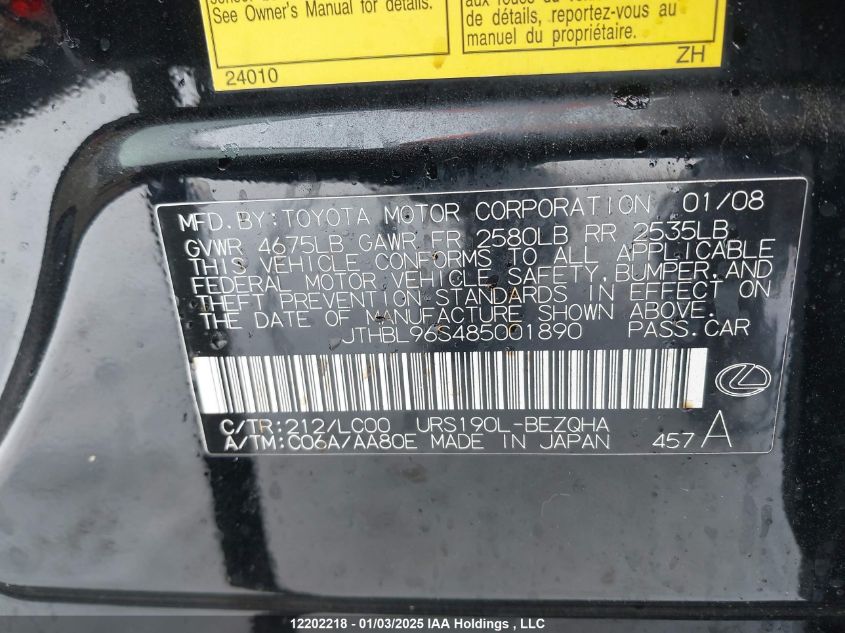 See Owner's Manual for details.
24010
de détails, reportez-vous au
manuel du propriétaire.
ZH
MFD.BY:TOYOTA MOTOR CORPORATION 01/08
GVWR 4675LB GAWR FR 2580LB RR 2535LB
THIS VEHICLE CONFORMS TO ALL APPLICABLE
FEDERAL MOTOR VEHICLE SAFETY,BUMPER,AND
THEFT PREVENTION STANDARDS IN EFFECT ON
THE DATE OF MANUFACTURE SHOWN ABOVE.
JTHBL96S485001890 PASS.CAR
C/TR:212/LC00 URS190L-BEZQHA
A/TM:C06A/AA80E MADE IN JAPAN 457 A
12202218 - 01/03/2025 IAA Holdings , LLC